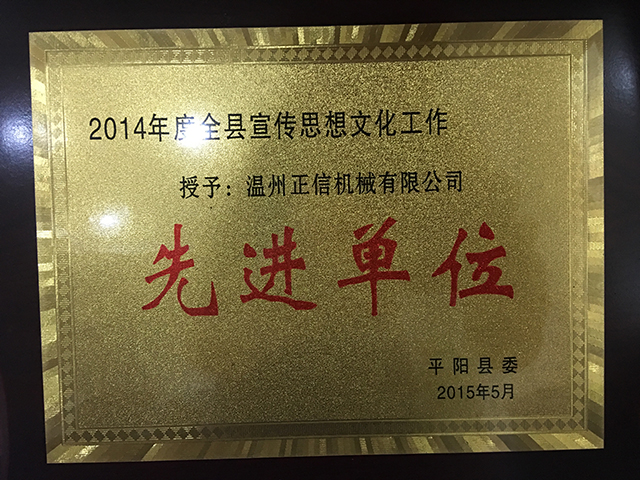 2014年度全县宣传思想文化工作
授予：温州正信机械有限公司
先进单位
平阳县委
2015年5月